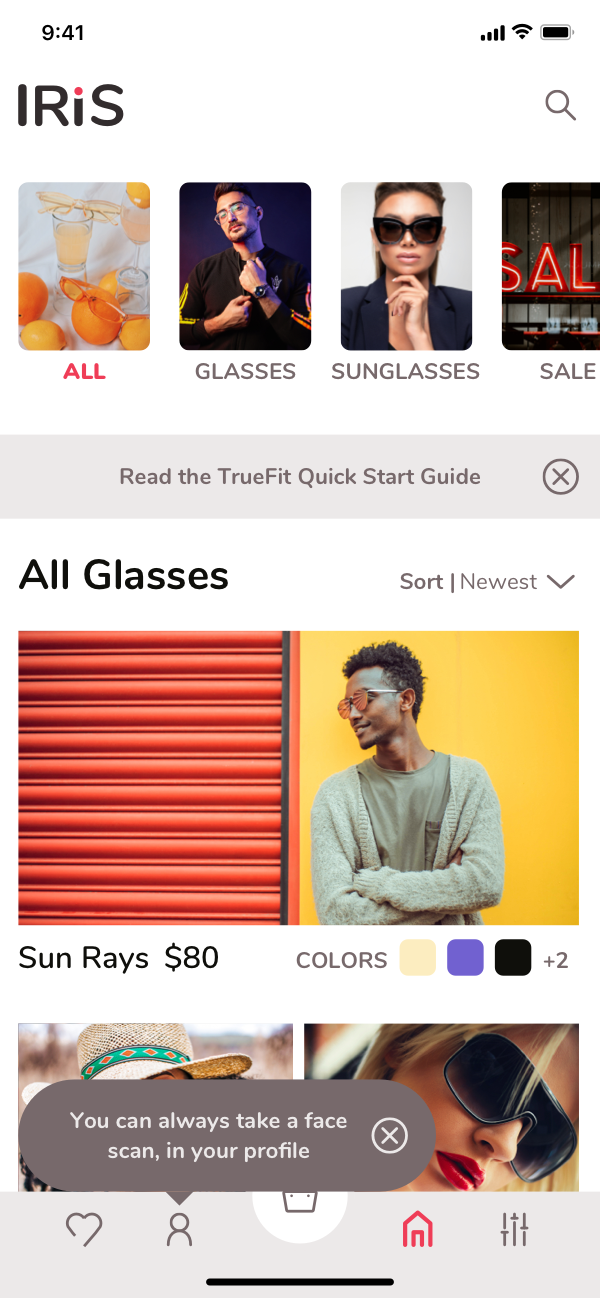 9:41
IRiS
SAL
ALL
GLASSES
SUNGLASSES
SALE
Read the TrueFit Quick Start Guide
All Glasses
Sort | Newest
Sun Rays $80
COLORS
+2
You can always take a face
scan, in your profile